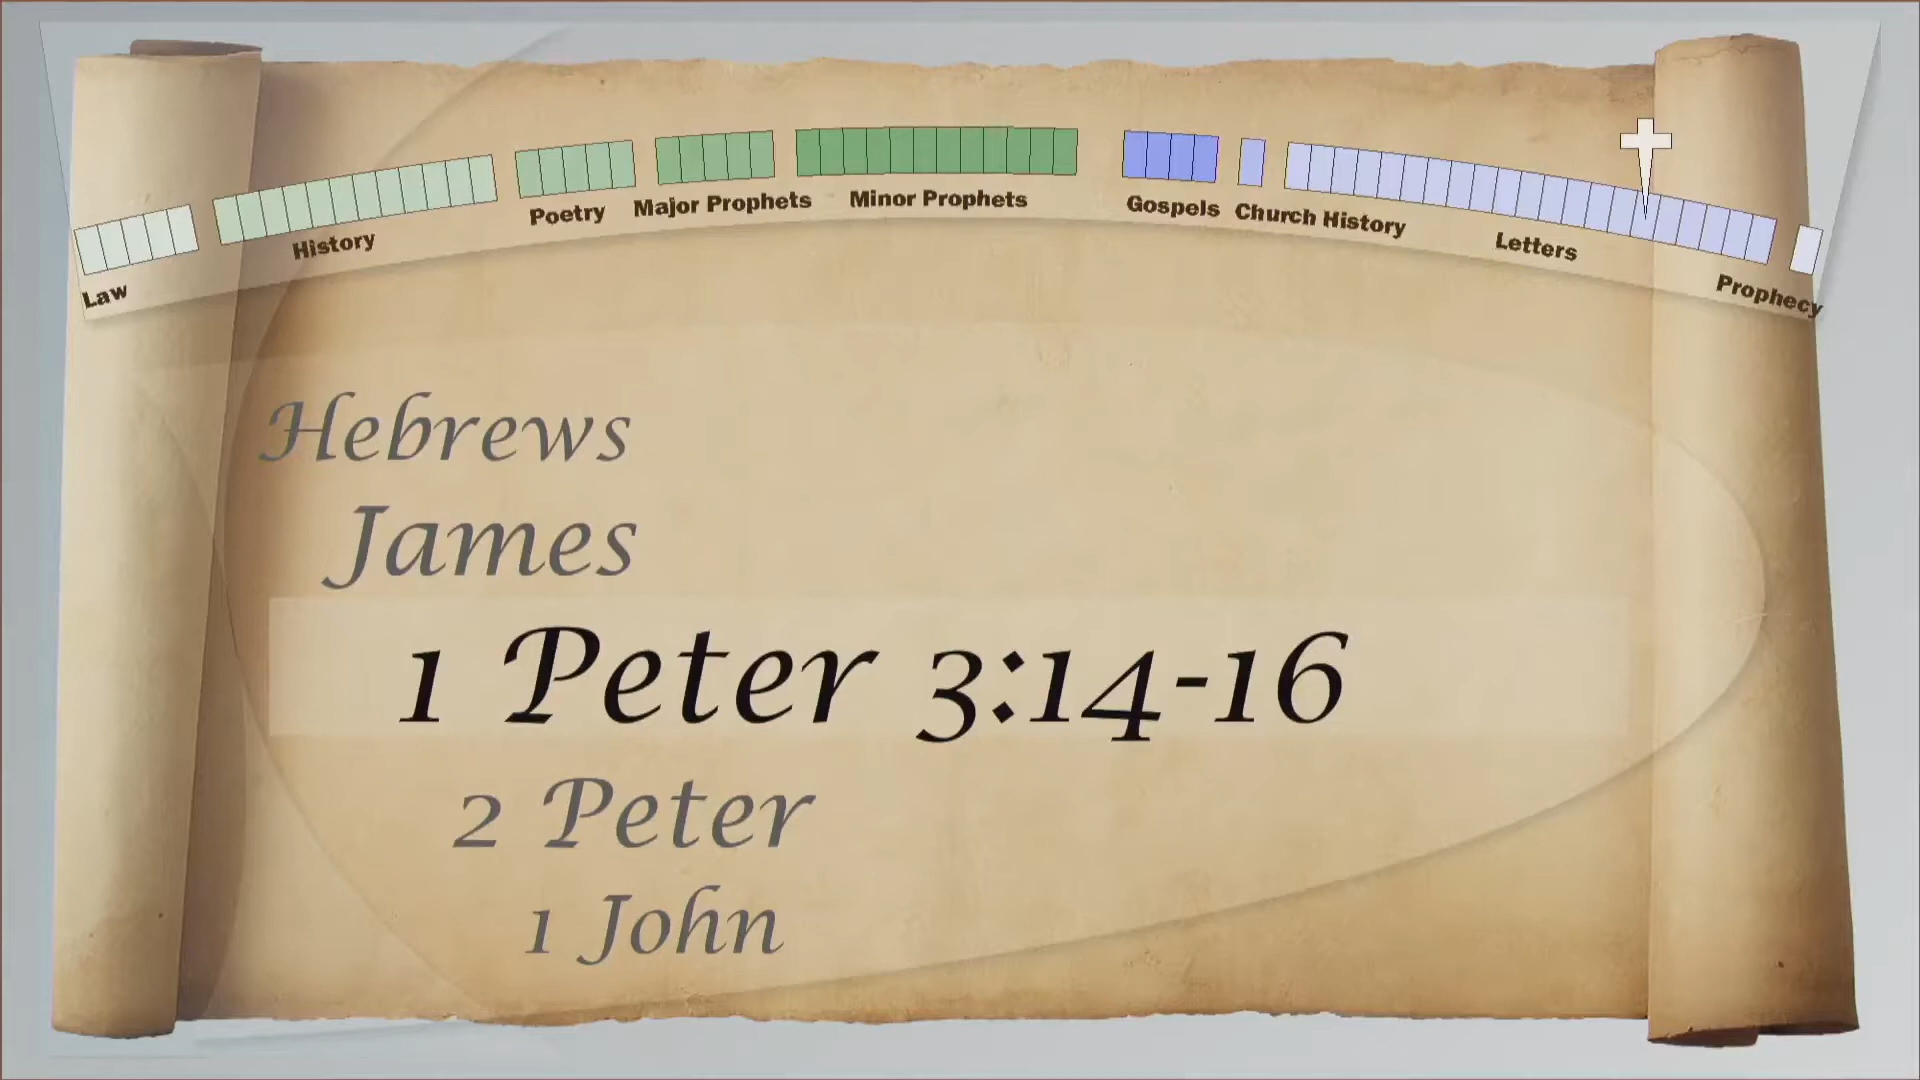 Law
History
Poetry
Major Prophets
Minor Prophets
Gospels
Church History
Letters
Prophecy
Hebrews
James
1 Peter 3:14-16
2 Peter
1 John